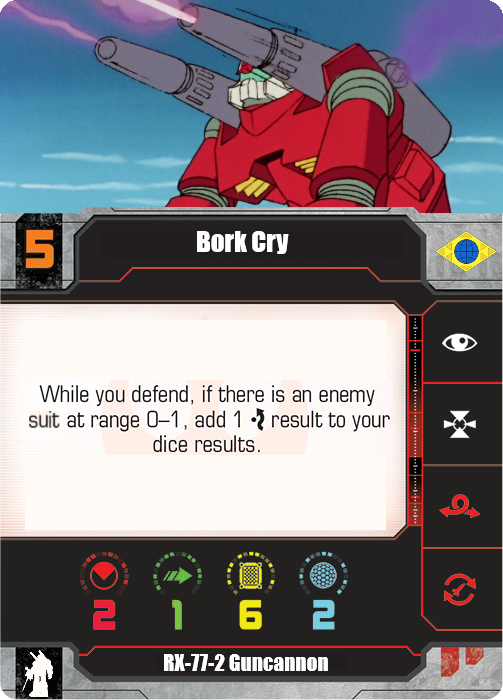 5
Bork Cry
While you defend, if there is an enemy
suit at range 0–1, add 1 result to your
dice results.
2 1 6 2
RX-77-2 Guncannon